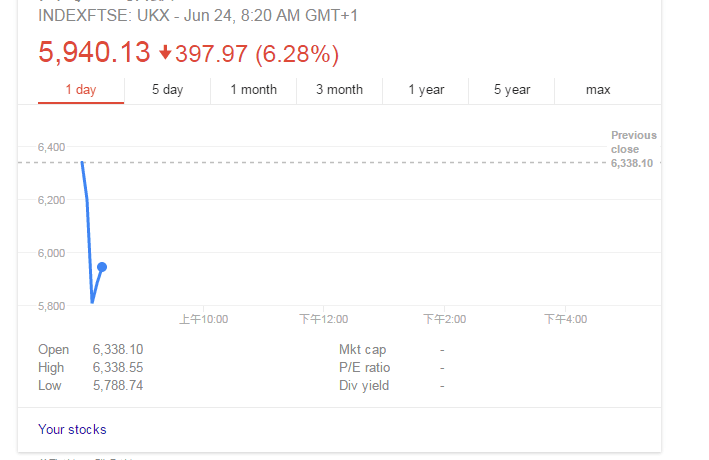 INDEXFTSE: UKX - Jun 24, 8:20 AM GMT+1
5,940.13 397.97 (6.28%)
1 day 5 day 1 month 3 month 1 year 5 year max
Previous
close
6,338.10
6,400
6,200
6,000
5,800
上午10:00 下午12:00 下午2:00 下午4:00
Open 6,338.10 Mkt cap -
High 6,338.55 P/E ratio -
Low 5,788.74 Div yield -
Your stocks